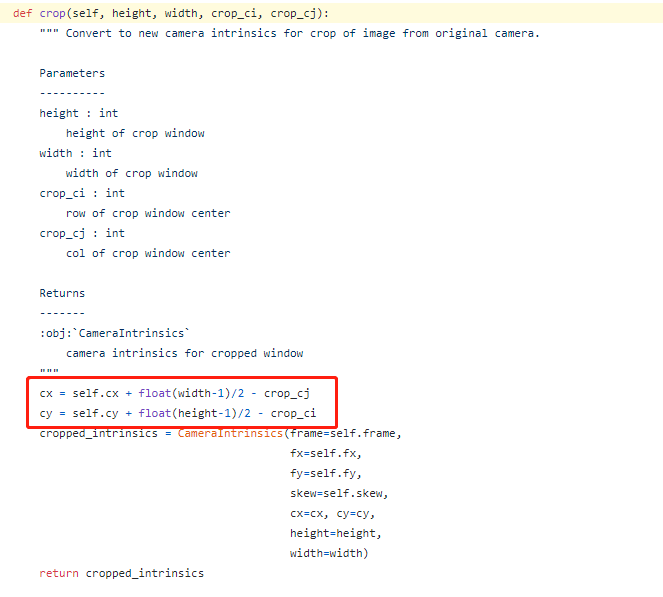 def crop(self, height, width, crop_ci, crop_cj):
""" Convert to new camera intrinsics for crop of image from original camera.
Parameters
----------
height : int
height of crop window
width : int
width of crop window
crop_ci : int
row of crop window center
crop_cj : int
col of crop window center
Returns
-------
:obj:`CameraIntrinsics`
camera intrinsics for cropped window
"""
cx = self.cx + float(width-1)/2 - crop_cj
cy = self.cy + float(height-1)/2 - crop_ci
cropped_intrinsics = CameraIntrinsics(frame=self.frame,
fx=self.fx,
fy=self.fy,
skew=self.skew,
cx=cx, cy=cy,
height=height,
width=width)
return cropped_intrinsics